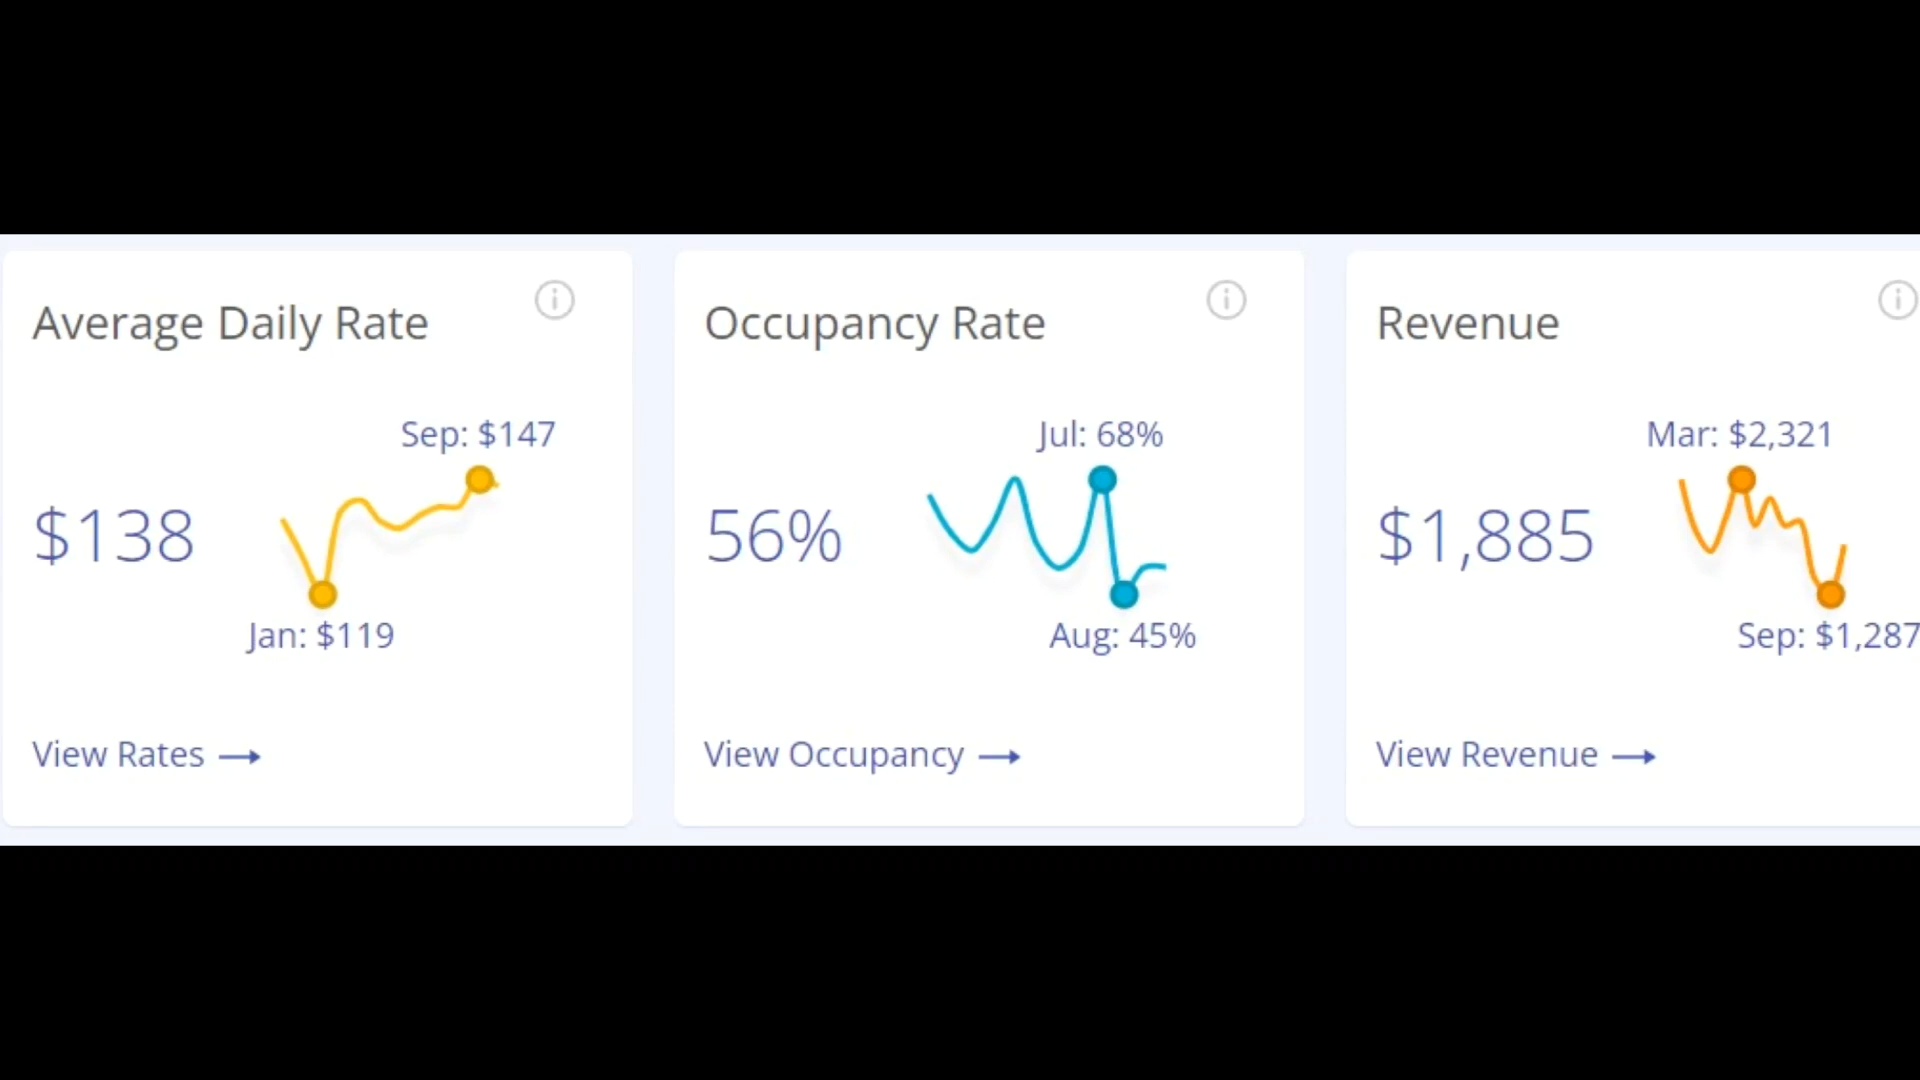 Average Daily Rate
Sep: $147
$138
Jan: $119
View Rates
Occupancy Rate
Jul: 68%
56%
Aug: 45%
View Occupancy
Revenue
Mar: $2,321
$1,885
Sep: $1,287
View Revenue